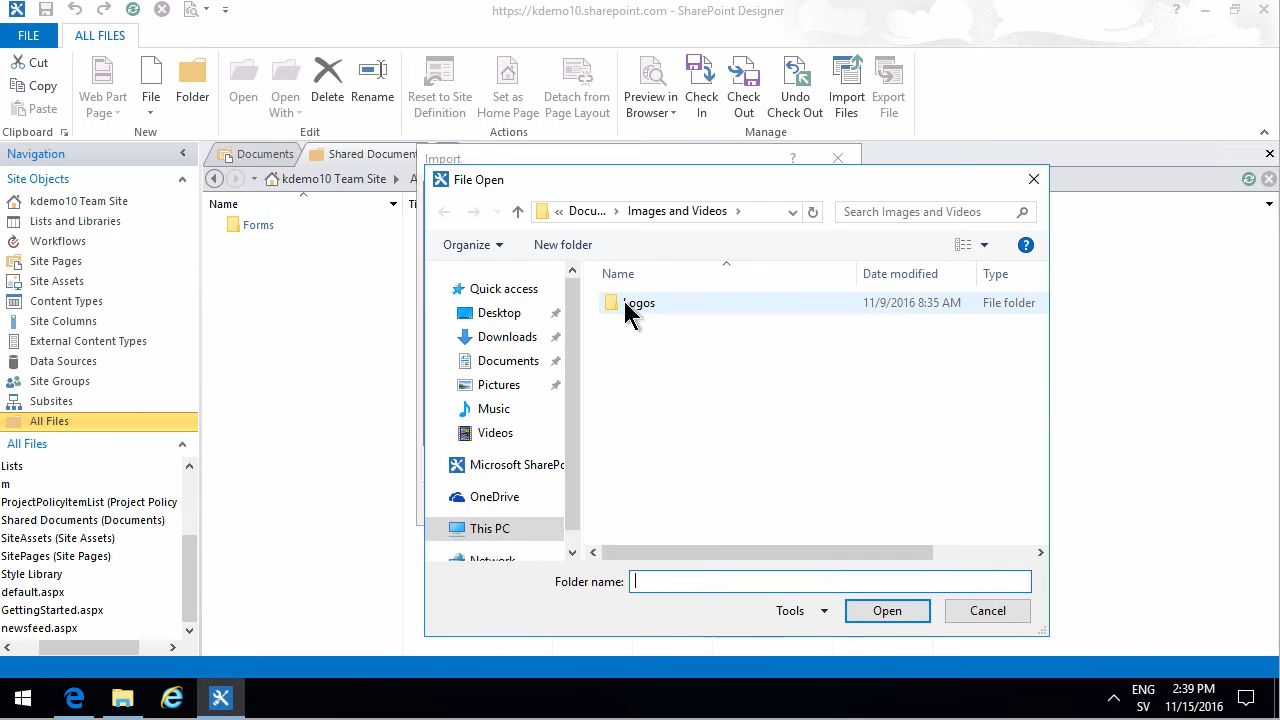 https://kdemo10.sharepoint.com - SharePoint Designer
FILE
ALL FILES
Cut
Copy
Paste
Clipboard
Web Part
Page
File
Folder
New
Open
Open
With
Delete
Rename
Edit
Reset to Site
Definition
Set as
Home Page
Detach from
Page Layout
Actions
Preview in
Browser
Check
In
Check
Out
Undo
Check Out
Import
Files
Export
File
Manage
Navigation
Site Objects
kdemo10 Team Site
Lists and Libraries
Workflows
Site Pages
Site Assets
Content Types
Site Columns
External Content Types
Data Sources
Site Groups
Subsites
All Files
All Files
Lists
m
ProjectPolicyItemList (Project Policy
Shared Documents (Documents)
SiteAssets (Site Assets)
SitePages (Site Pages)
Style Library
default.aspx
GettingStarted.aspx
newsfeed.aspx
Documents
Shared Document
kdemo10 Team Site
Name
Forms
Import
File Open
« Docu... Images and Videos
Search Images and Videos
Organize
New folder
Quick access
Desktop
Downloads
Documents
Pictures
Music
Videos
Microsoft SharePo
OneDrive
This PC
Network
Name Date modified Type
Logos 11/9/2016 8:35 AM File folder
Folder name:
Tools
Open
Cancel
ENG
SV
2:39 PM
11/15/2016